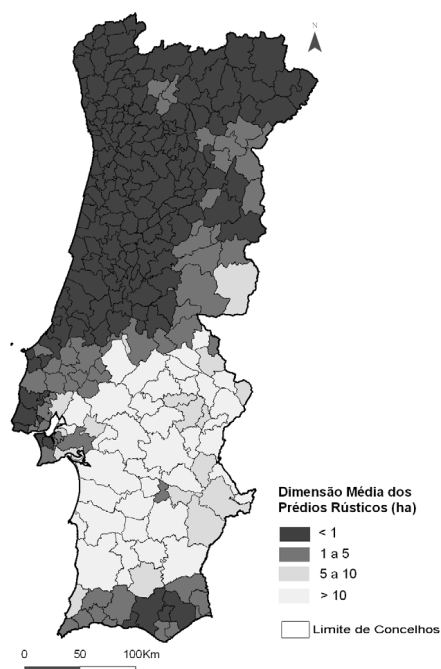 N
Dimensão Média dos
Prédios Rústicos (ha)
< 1
1 a 5
5 a 10
> 10
Limite de Concelhos
0 50 100Km